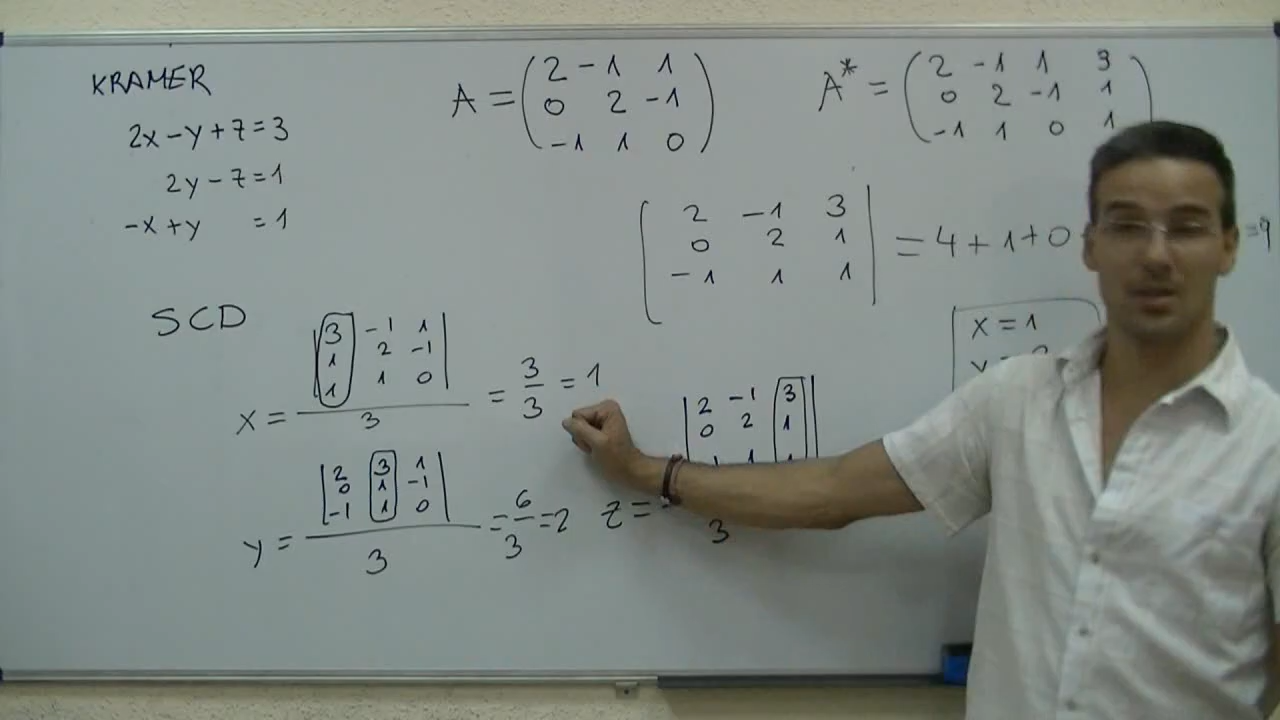 KRAMER
2x - y + z = 3
2y - z = 1
-x + y = 1
A = ( 2 -1 1
0 2 -1
-1 1 0 )
A* = ( 2 -1 1 3
0 2 -1 1
-1 1 0 1 )
| 2 -1 3
0 2 1
-1 1 1 | = 4 + 1 + 0 = 9
SCD
x = | 3 -1 1
1 2 -1
1 1 0 |
3
= 3/3 = 1
y = | 2 3 1
0 1 -1
-1 1 0 |
3
= 6/3 = 2
z = | 2 -1 3
0 2 1
3
x = 1